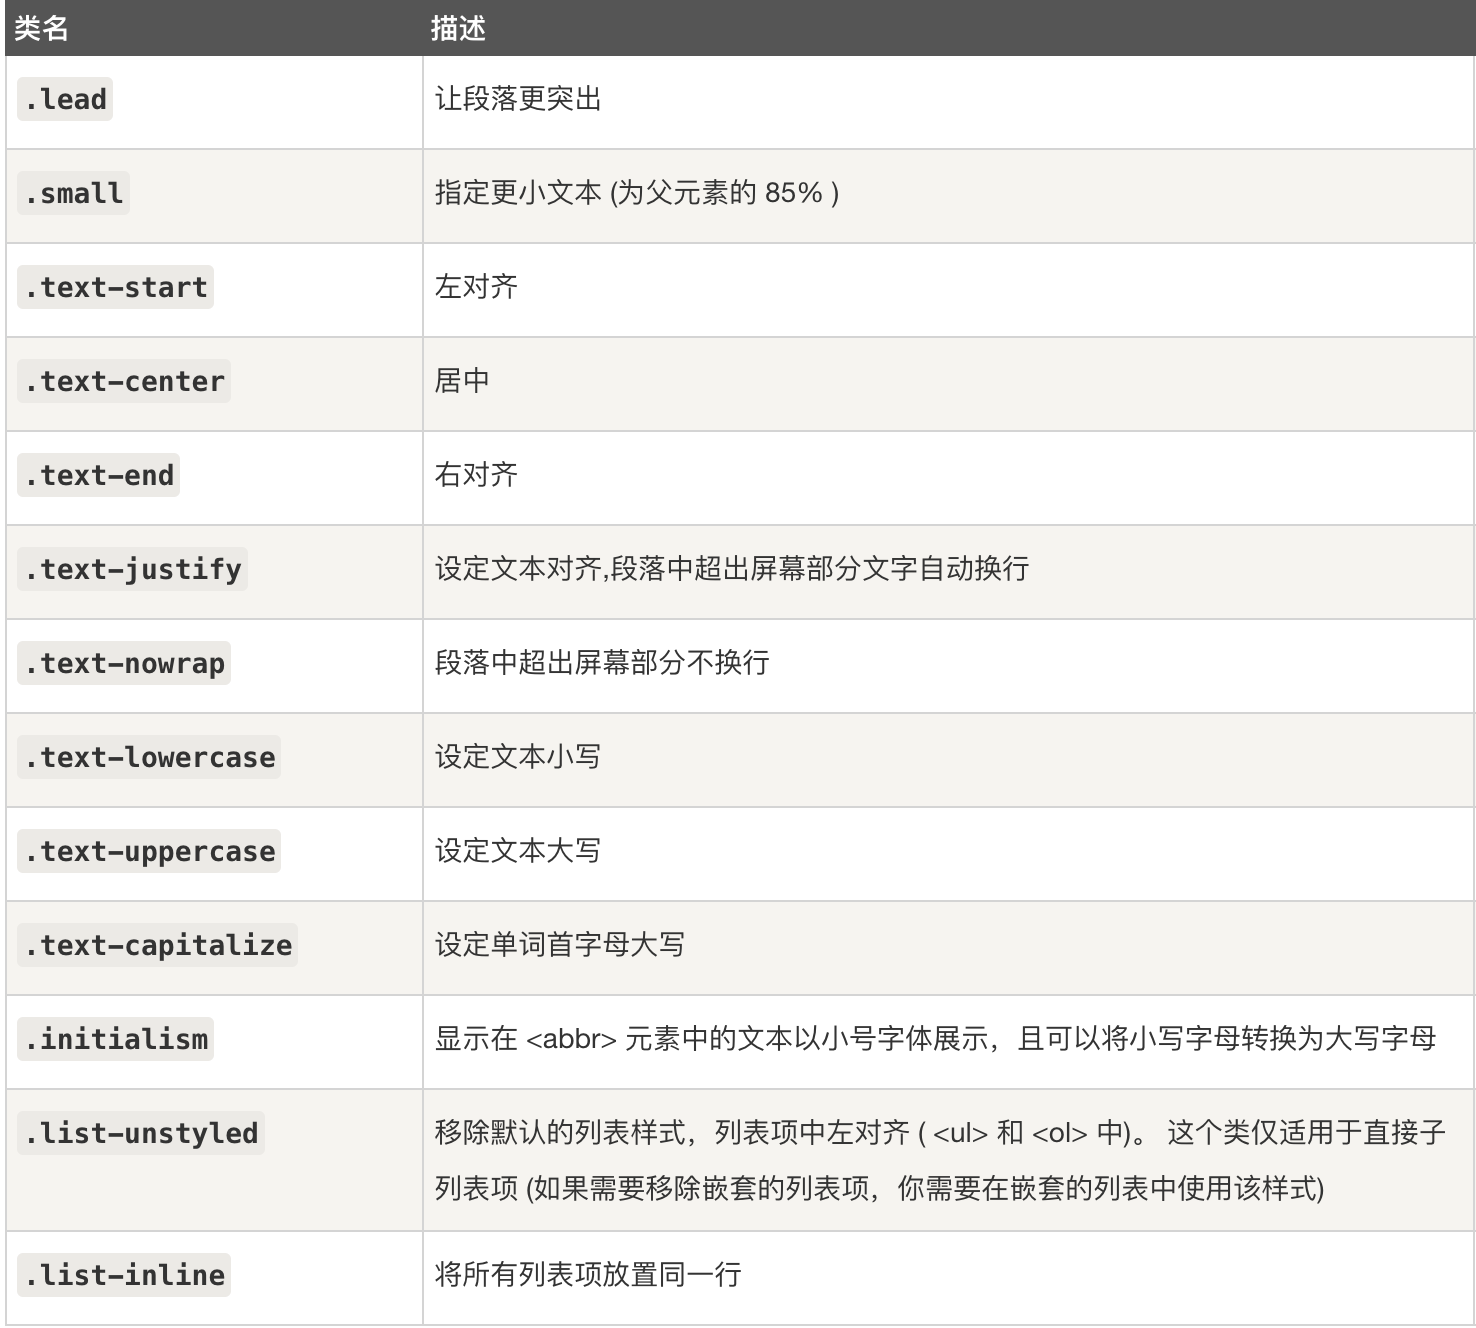 类名 描述
.lead 让段落更突出
.small 指定更小文本 (为父元素的 85% )
.text-start 左对齐
.text-center 居中
.text-end 右对齐
.text-justify 设定文本对齐,段落中超出屏幕部分文字自动换行
.text-nowrap 段落中超出屏幕部分不换行
.text-lowercase 设定文本小写
.text-uppercase 设定文本大写
.text-capitalize 设定单词首字母大写
.initialism 显示在 <abbr> 元素中的文本以小号字体展示，且可以将小写字母转换为大写字母
.list-unstyled 移除默认的列表样式，列表项中左对齐 ( <ul> 和 <ol> 中)。 这个类仅适用于直接子
列表项 (如果需要移除嵌套的列表项，你需要在嵌套的列表中使用该样式)
.list-inline 将所有列表项放置同一行